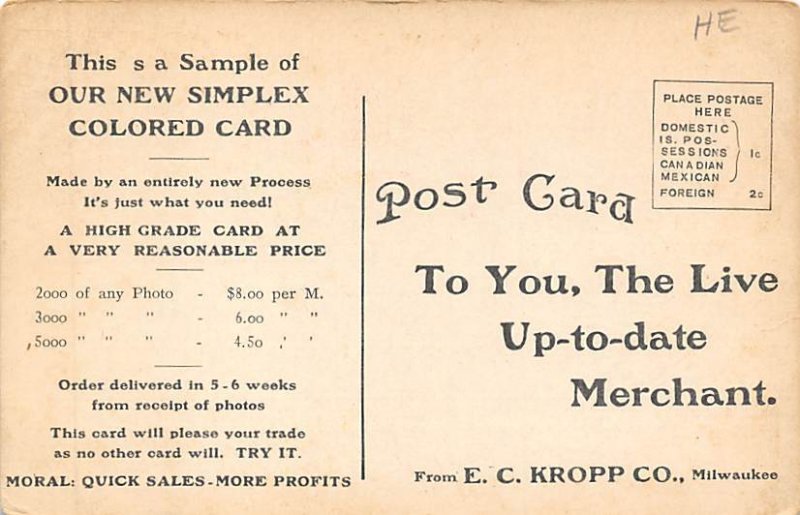 HE
This s a Sample of
OUR NEW SIMPLEX
COLORED CARD
Made by an entirely new Process
It's just what you need!
A HIGH GRADE CARD AT
A VERY REASONABLE PRICE
2000 of any Photo - $8.00 per M.
3000 " " " - 6.00 " "
,5000 " " " - 4.50 , '
Order delivered in 5-6 weeks
from receipt of photos
This card will please your trade
as no other card will. TRY IT.
MORAL: QUICK SALES-MORE PROFITS
PLACE POSTAGE
HERE
DOMESTIC
IS. POS-
SESSIONS 1c
CANADIAN
MEXICAN
FOREIGN 2c
Post Card
To You, The Live
Up-to-date
Merchant.
From E. C. KROPP CO., Milwaukee